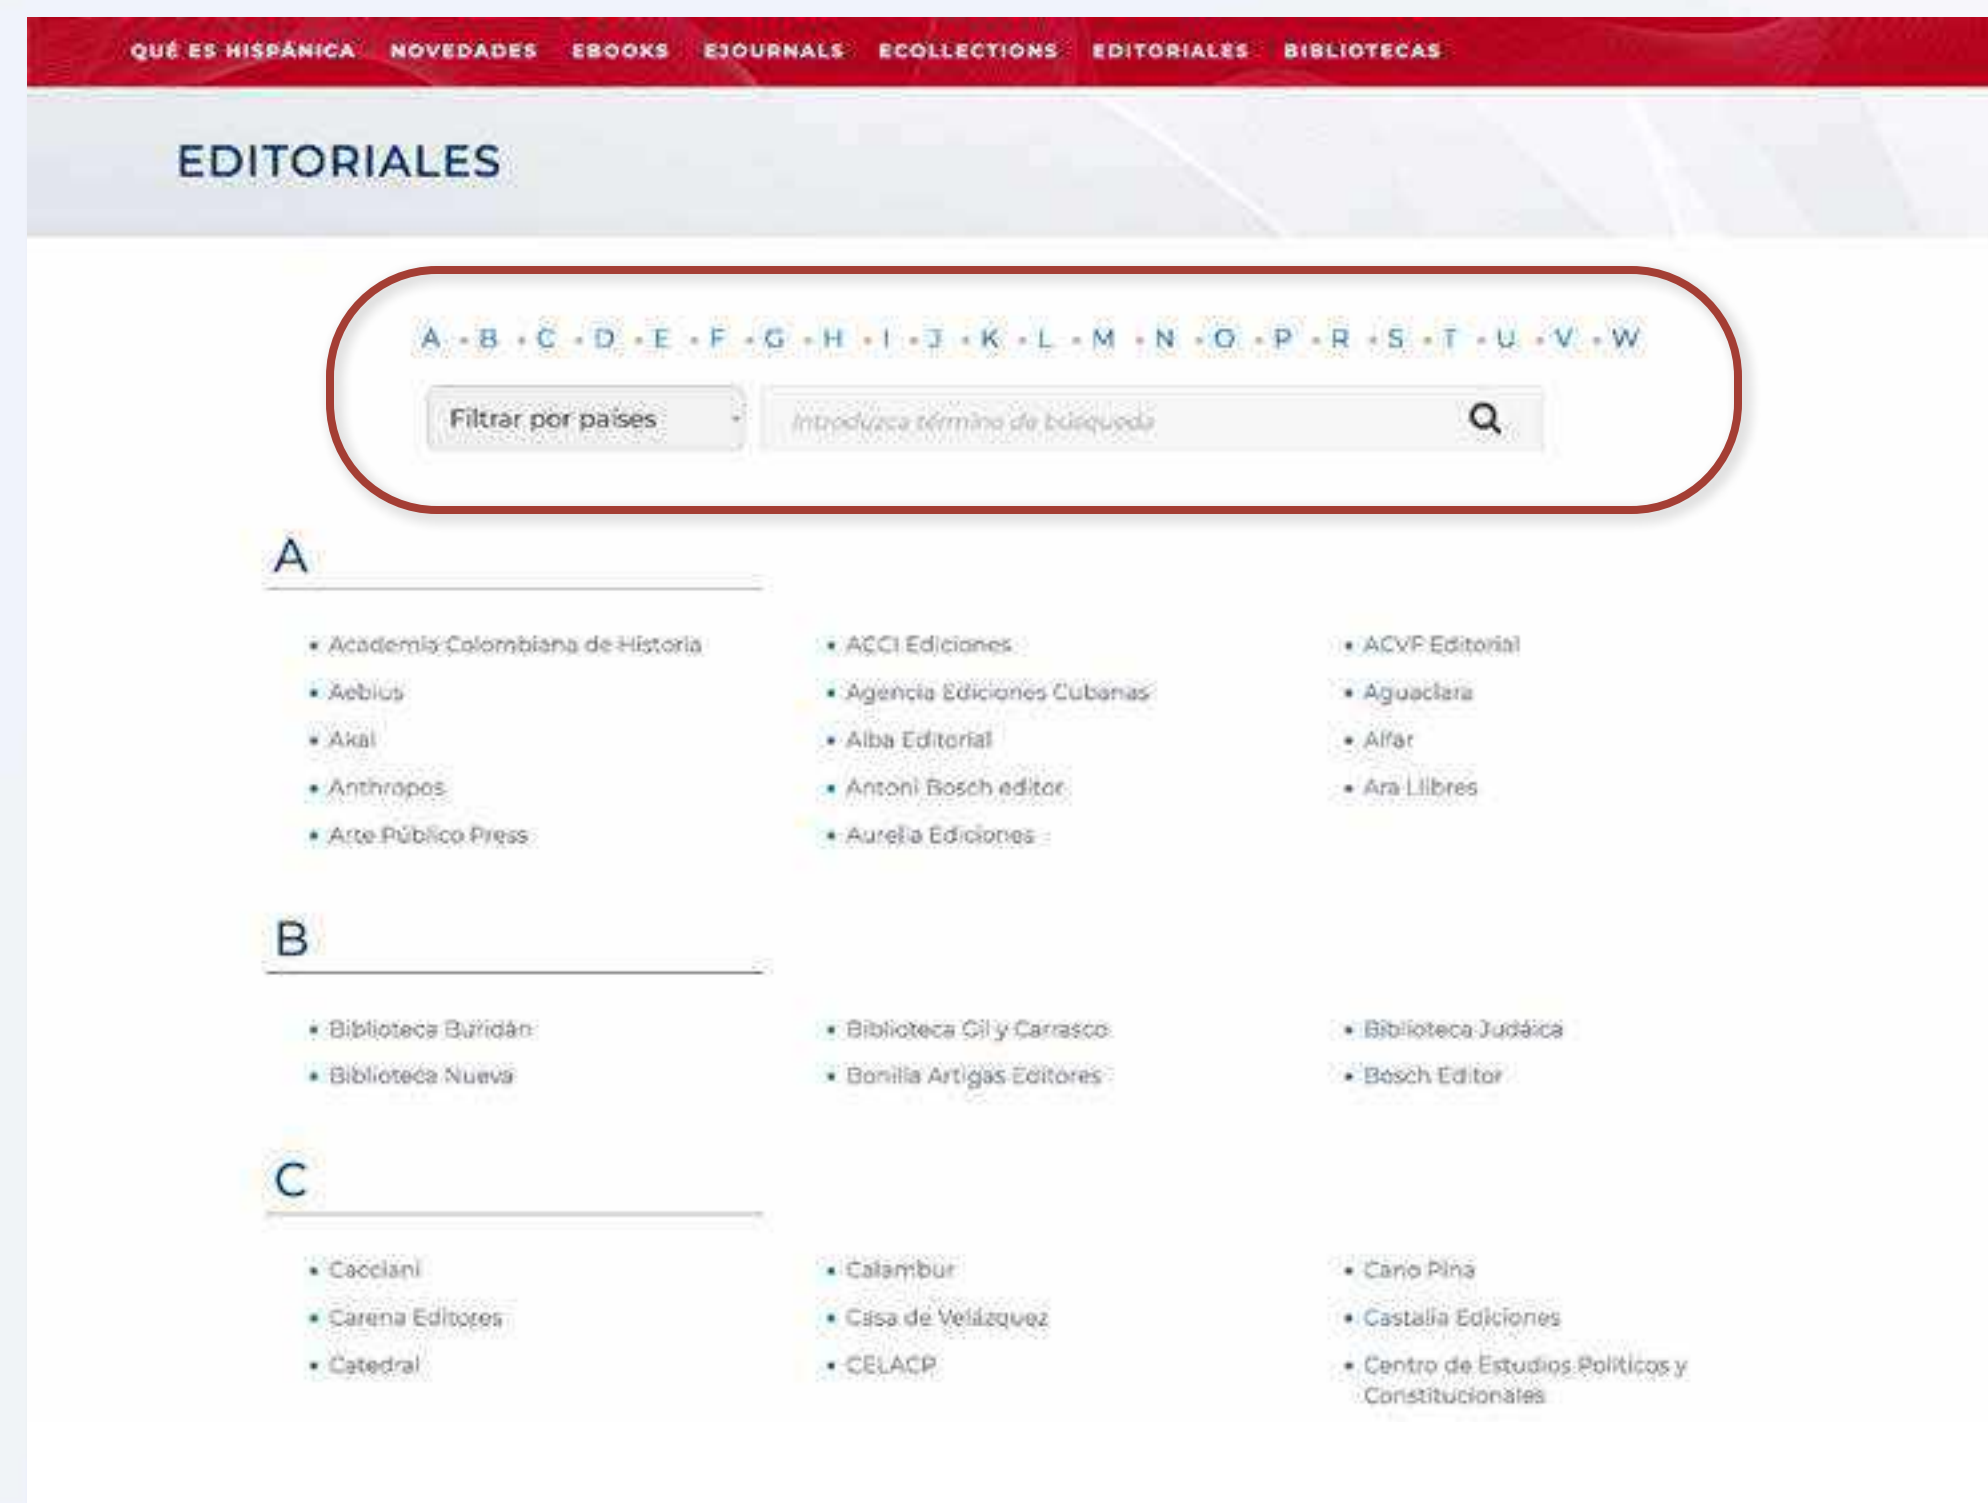 QUÉ ES HISPÁNICA NOVEDADES EBOOKS EJOURNALS ECOLLECTIONS EDITORIALES BIBLIOTECAS
EDITORIALES
A • B • C • D • E • F • G • H • I • J • K • L • M • N • O • P • R • S • T • U • V • W
Filtrar por países
Introduzca término de búsqueda
A
• Academia Colombiana de Historia • ACCI Ediciones • ACVF Editorial
• Aebius • Agencia Ediciones Cubanas • Aguaclara
• Akal • Alba Editorial • Alfar
• Anthropos • Antoni Bosch editor • Ara Llibres
• Arte Público Press • Aurelia Ediciones
B
• Biblioteca Buridán • Biblioteca Gil y Carrasco • Biblioteca Judáica
• Biblioteca Nueva • Bonilla Artigas Editores • Bosch Editor
C
• Cacciani • Calambur • Cano Pina
• Carena Editores • Casa de Velázquez • Castalia Ediciones
• Catedral • CELACP • Centro de Estudios Políticos y
Constitucionales